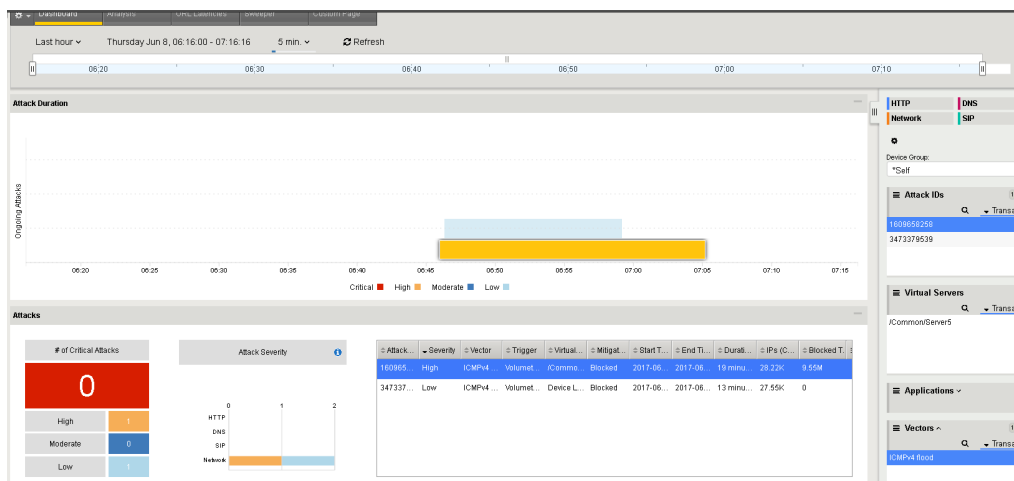 Dashboard Analysis URL Latencies Sweeper Custom Page
Last hour Thursday Jun 8, 06:16:00 - 07:16:16 5 min. Refresh
06:20 06:30 06:40 06:50 07:00 07:10
Attack Duration
Ongoing Attacks
06:20 06:25 06:30 06:35 06:40 06:45 06:50 06:55 07:00 07:05 07:10 07:15
Critical High Moderate Low
Attacks
# of Critical Attacks
0
High 1
Moderate 0
Low 1
Attack Severity
0 1 2
HTTP
DNS
SIP
Network
Attack... Severity Vector Trigger Virtual... Mitigat... Start T... End Ti... Durati... IPs (C... Blocked T.
160965... High ICMPv4 ... Volumet... /Commo... Blocked 2017-06... 2017-06... 19 minu... 28.22K 9.55M
347337... Low ICMPv4 ... Volumet... Device L... Blocked 2017-06... 2017-06... 13 minu... 27.55K 0
HTTP DNS
Network SIP
Device Group:
*Self
Attack IDs 1
Transa
1609658258
3473379539
Virtual Servers
Transa
/Common/Server5
Applications
Vectors 1
Transa
ICMPv4 flood